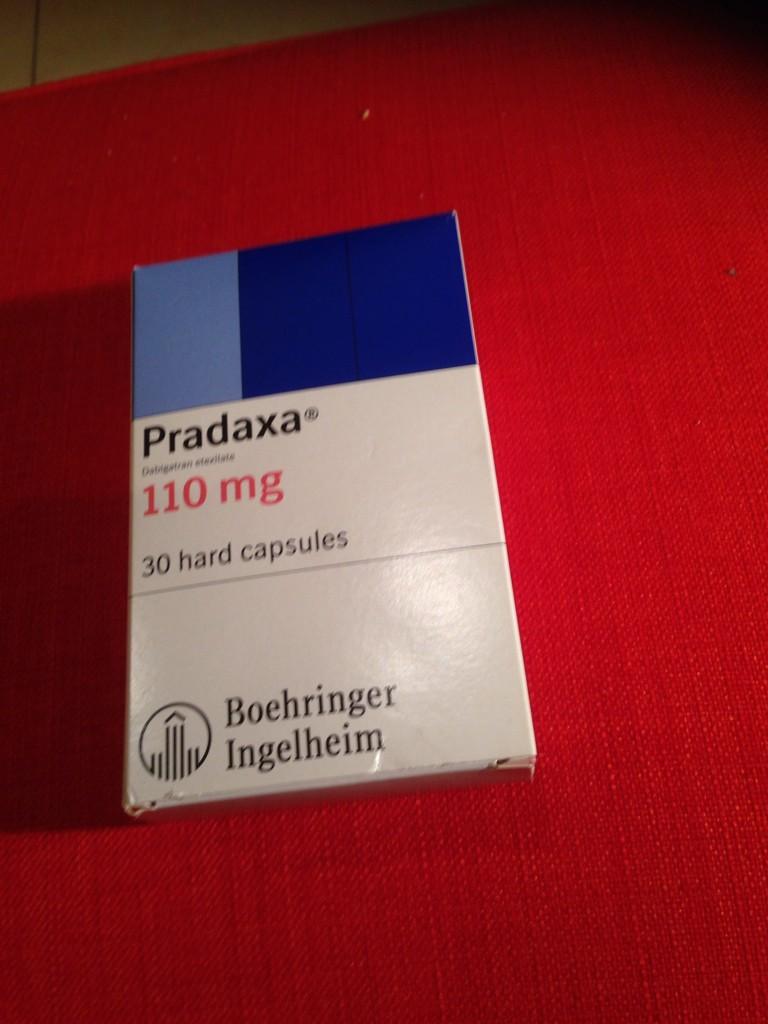 Pradaxa®
Dabigatran etexilate
110 mg
30 hard capsules
Boehringer
Ingelheim